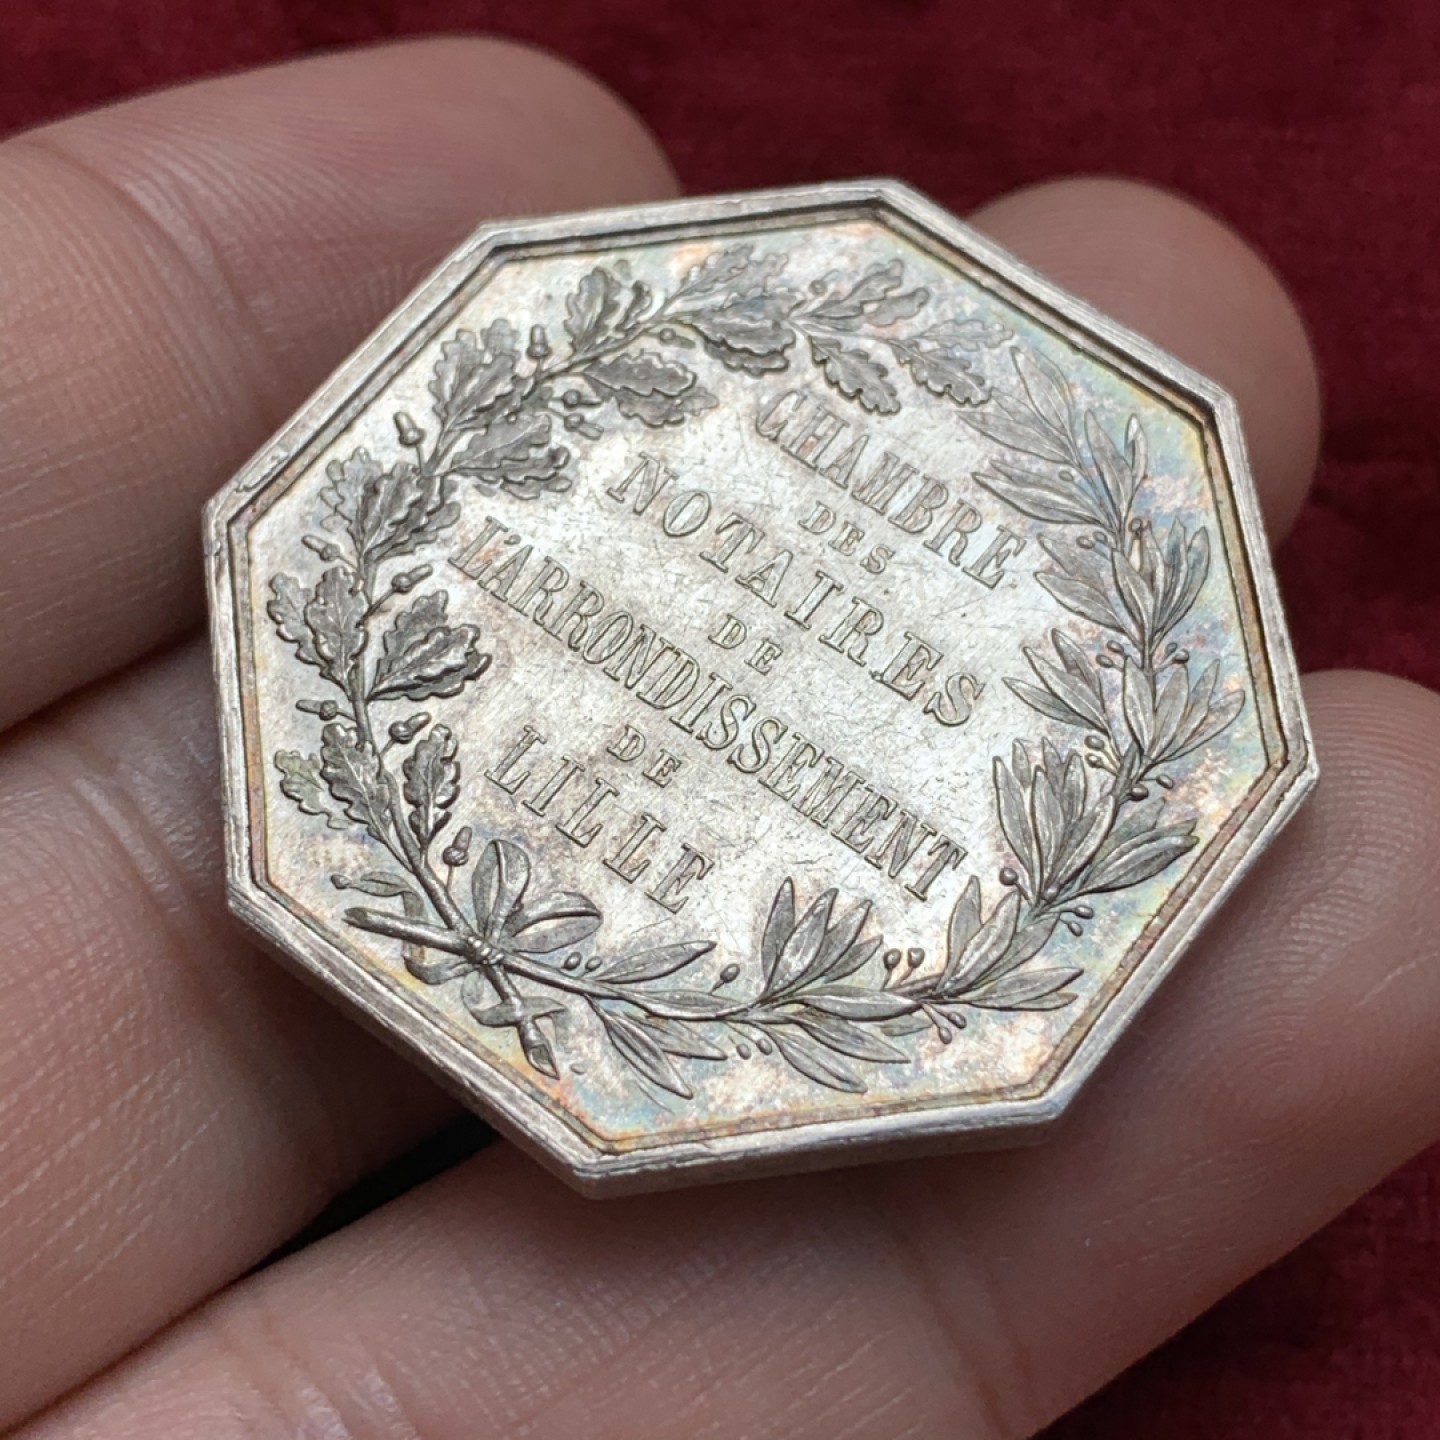 CHAMBRE
DES
NOTAIRES
DE
L'ARRONDISSEMENT
DE
LILLE